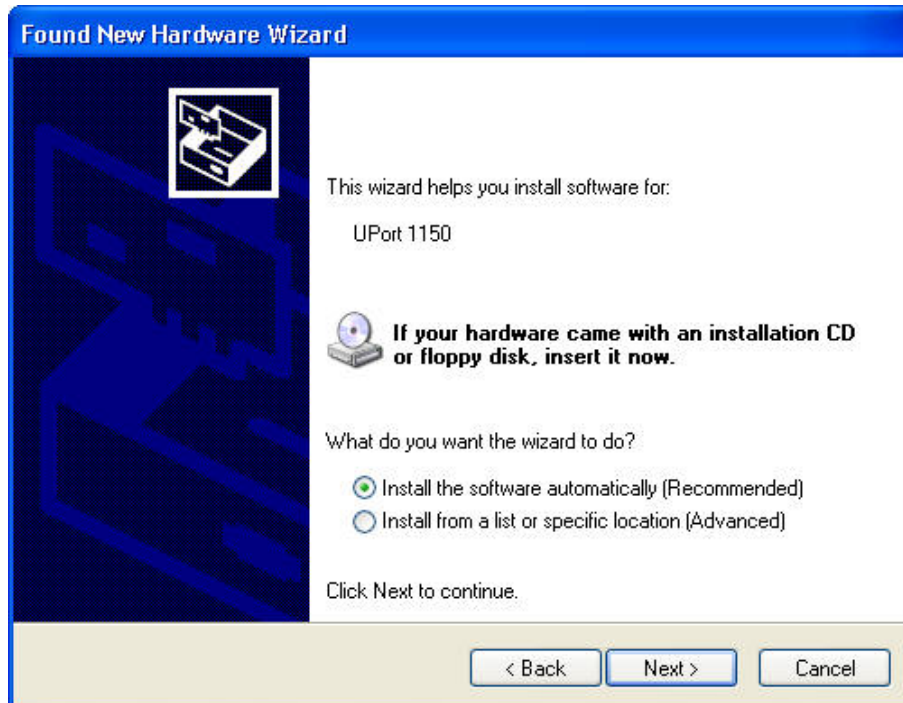 Found New Hardware Wizard
This wizard helps you install software for:
UPort 1150
If your hardware came with an installation CD
or floppy disk, insert it now.
What do you want the wizard to do?
Install the software automatically (Recommended)
Install from a list or specific location (Advanced)
Click Next to continue.
< Back
Next >
Cancel